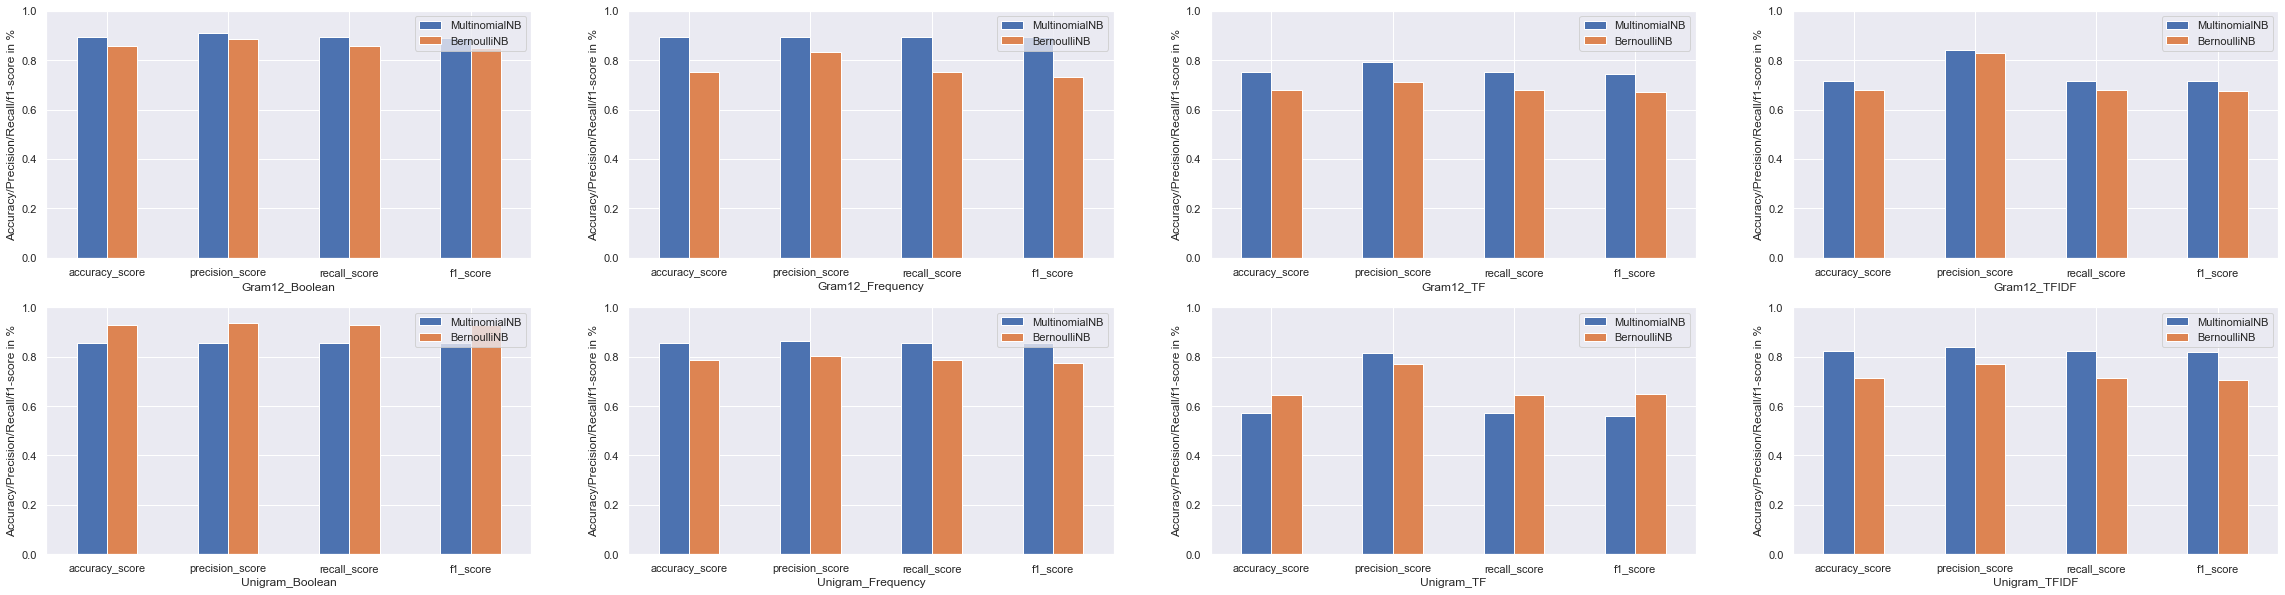 Accuracy/Precision/Recall/f1-score in %
1.0
0.8
0.6
0.4
0.2
0.0
MultinomialNB
BernoulliNB
accuracy_score precision_score recall_score f1_score
Gram12_Boolean
Accuracy/Precision/Recall/f1-score in %
1.0
0.8
0.6
0.4
0.2
0.0
MultinomialNB
BernoulliNB
accuracy_score precision_score recall_score f1_score
Gram12_Frequency
Accuracy/Precision/Recall/f1-score in %
1.0
0.8
0.6
0.4
0.2
0.0
MultinomialNB
BernoulliNB
accuracy_score precision_score recall_score f1_score
Gram12_TF
Accuracy/Precision/Recall/f1-score in %
1.0
0.8
0.6
0.4
0.2
0.0
MultinomialNB
BernoulliNB
accuracy_score precision_score recall_score f1_score
Gram12_TFIDF
Accuracy/Precision/Recall/f1-score in %
1.0
0.8
0.6
0.4
0.2
0.0
MultinomialNB
BernoulliNB
accuracy_score precision_score recall_score f1_score
Unigram_Boolean
Accuracy/Precision/Recall/f1-score in %
1.0
0.8
0.6
0.4
0.2
0.0
MultinomialNB
BernoulliNB
accuracy_score precision_score recall_score f1_score
Unigram_Frequency
Accuracy/Precision/Recall/f1-score in %
1.0
0.8
0.6
0.4
0.2
0.0
MultinomialNB
BernoulliNB
accuracy_score precision_score recall_score f1_score
Unigram_TF
Accuracy/Precision/Recall/f1-score in %
1.0
0.8
0.6
0.4
0.2
0.0
MultinomialNB
BernoulliNB
accuracy_score precision_score recall_score f1_score
Unigram_TFIDF